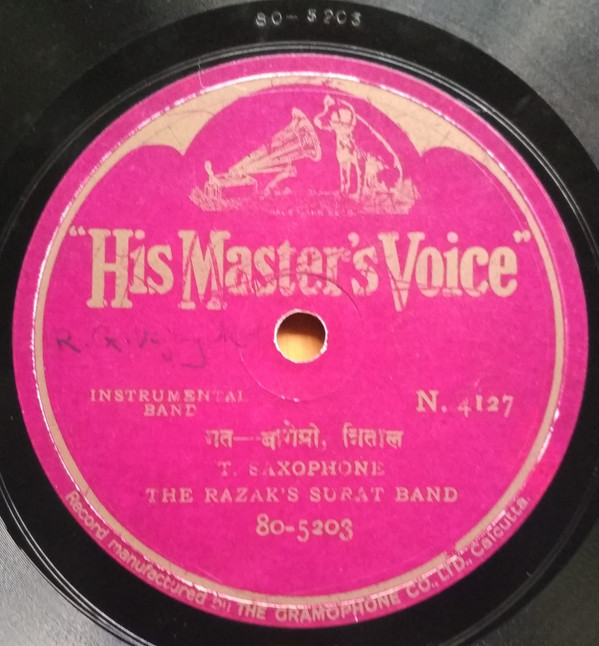 80-5203
"His Master's Voice"
INSTRUMENTAL
BAND
N. 4127
गत—बागेश्री, त्रिताल
T. SAXOPHONE
THE RAZAK'S SURAT BAND
80-5203
Record manufactured by THE GRAMOPHONE CO., LTD., Calcutta.